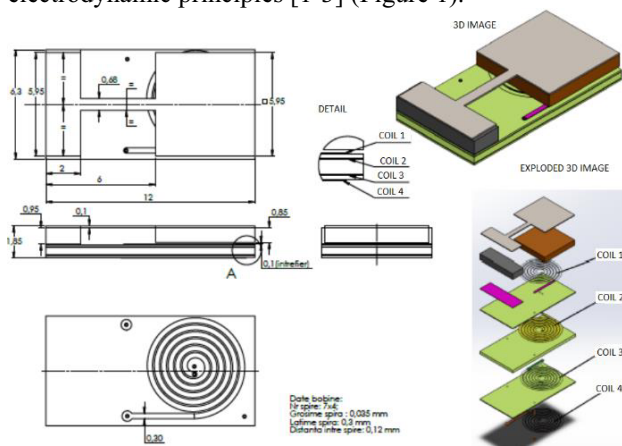 electrodynamic principles [1-3] (Figure 1).
3D IMAGE
0,68
=
=
6,3
5,95
=
=
□5,95
2
6
12
DETAIL
COIL 1
COIL 2
COIL 3
COIL 4
EXPLODED 3D IMAGE
0,95
0,1
0,85
1,85
A
0,1(intrefier)
COIL 1
COIL 2
COIL 3
COIL 4
0,30
Date bobine:
Nr spire: 7x4;
Grosime spira : 0,035 mm
Latime spira: 0,3 mm
Distanta intre spire: 0,12 mm